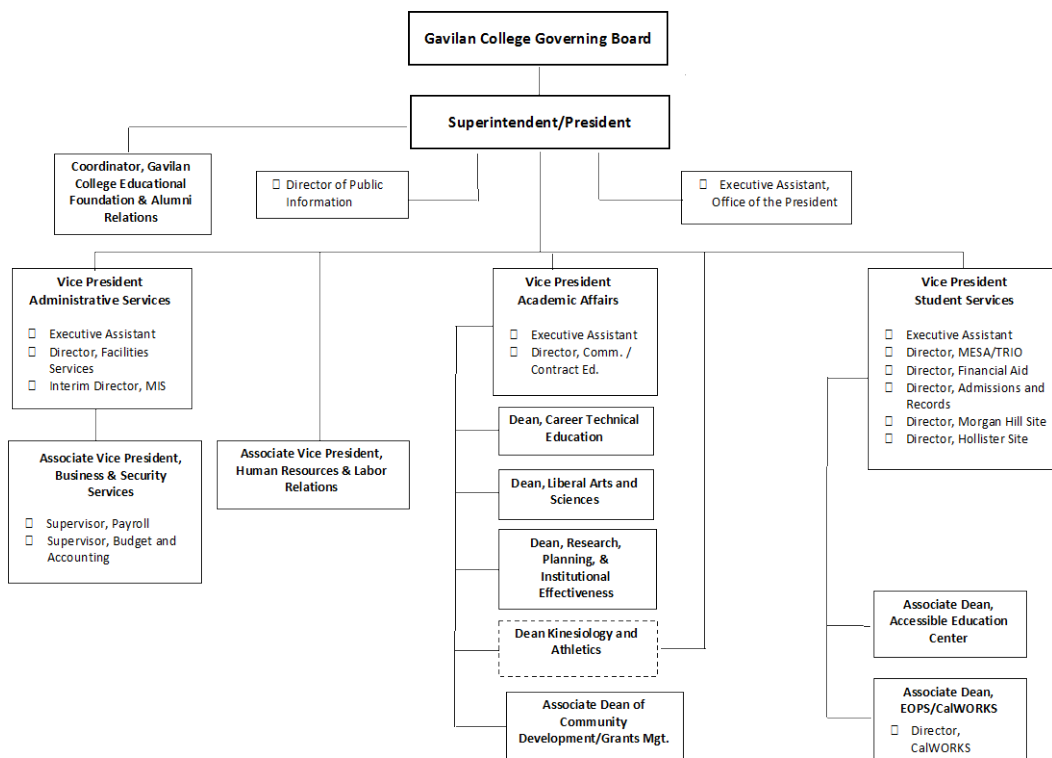 Gavilan College Governing Board
Superintendent/President
Coordinator, Gavilan
College Educational
Foundation & Alumni
Relations
Director of Public
Information
Executive Assistant,
Office of the President
Vice President
Administrative Services
Executive Assistant
Director, Facilities
Services
Interim Director, MIS
Associate Vice President,
Business & Security
Services
Supervisor, Payroll
Supervisor, Budget and
Accounting
Associate Vice President,
Human Resources & Labor
Relations
Vice President
Academic Affairs
Executive Assistant
Director, Comm. /
Contract Ed.
Dean, Career Technical
Education
Dean, Liberal Arts and
Sciences
Dean, Research,
Planning, &
Institutional
Effectiveness
Dean Kinesiology and
Athletics
Associate Dean of
Community
Development/Grants Mgt.
Vice President
Student Services
Executive Assistant
Director, MESA/TRIO
Director, Financial Aid
Director, Admissions and
Records
Director, Morgan Hill Site
Director, Hollister Site
Associate Dean,
Accessible Education
Center
Associate Dean,
EOPS/CalWORKS
Director,
CalWORKS